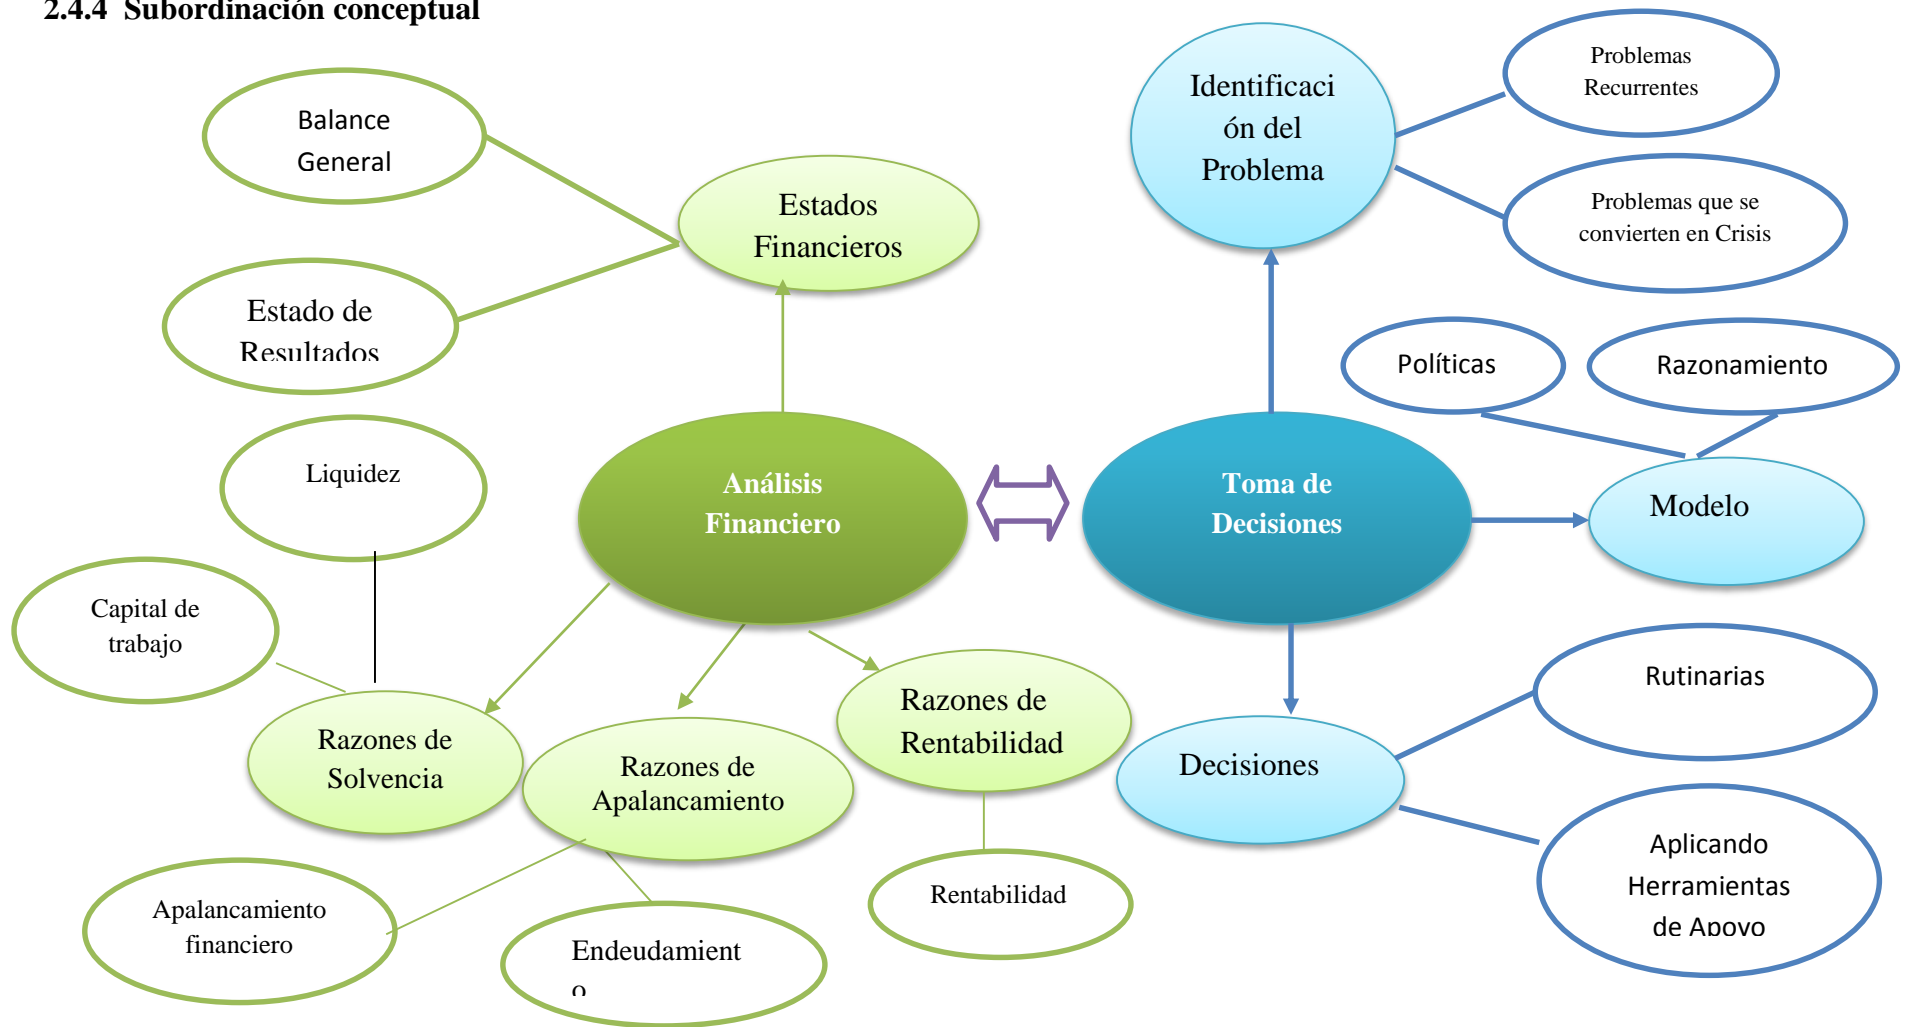 2.4.4 Subordinación conceptual
Balance
General
Estados
Financieros
Estado de
Resultados
Liquidez
Capital de
trabajo
Análisis
Financiero
Razones de
Solvencia
Razones de
Apalancamiento
Razones de
Rentabilidad
Apalancamiento
financiero
Endeudamient
o
Rentabilidad
Identificaci
ón del
Problema
Problemas
Recurrentes
Problemas que se
convierten en Crisis
Políticas
Razonamiento
Toma de
Decisiones
Modelo
Decisiones
Rutinarias
Aplicando
Herramientas
de Apoyo